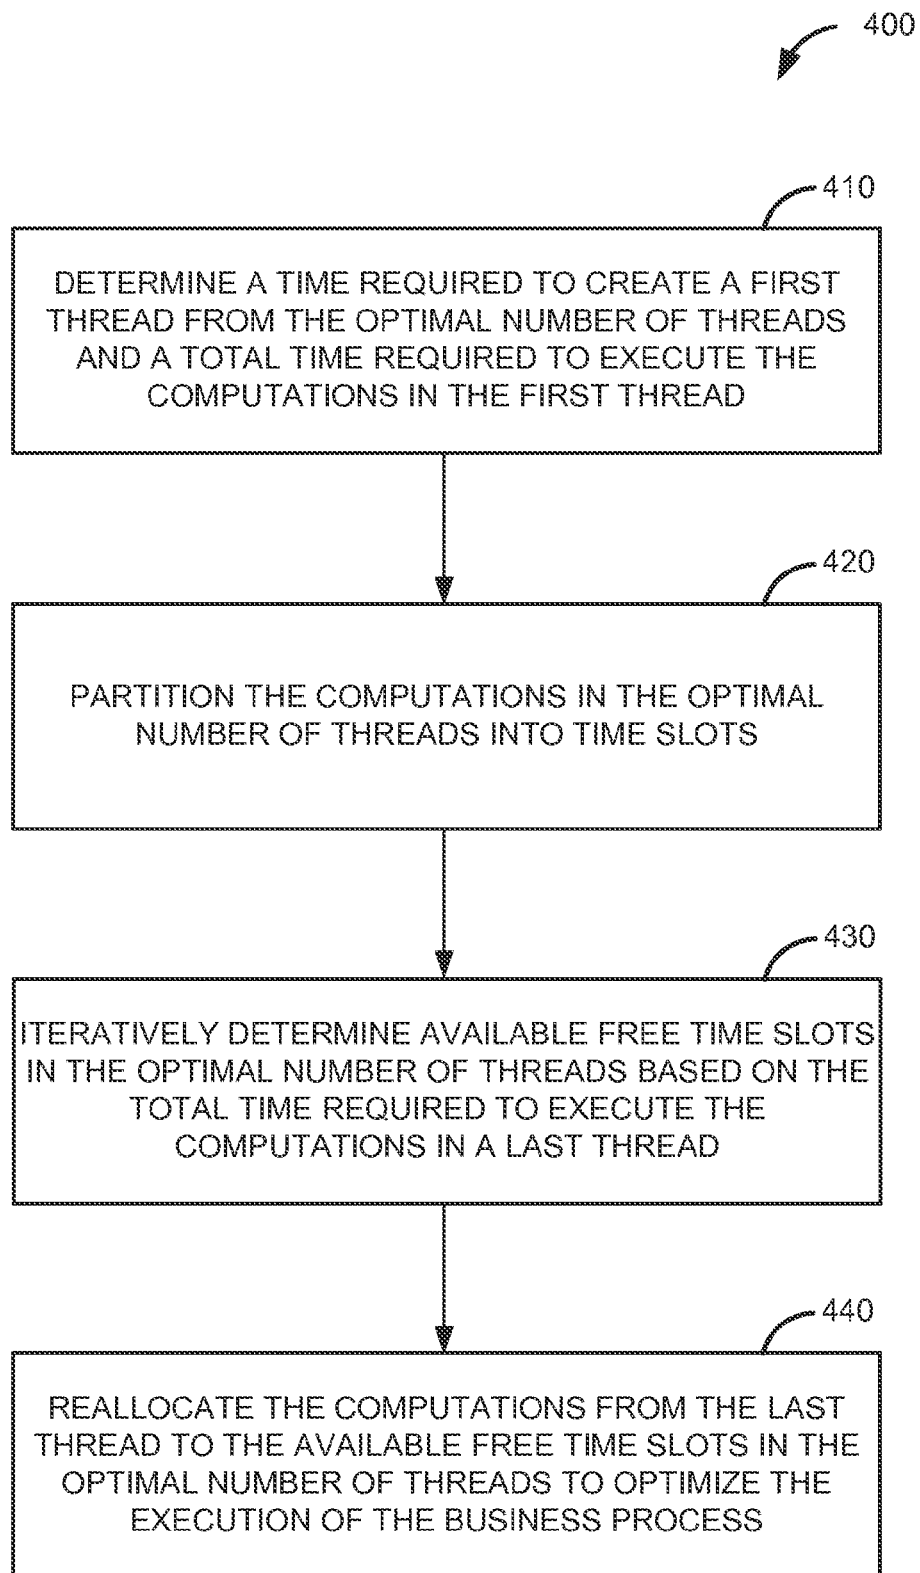 400
410
DETERMINE A TIME REQUIRED TO CREATE A FIRST
THREAD FROM THE OPTIMAL NUMBER OF THREADS
AND A TOTAL TIME REQUIRED TO EXECUTE THE
COMPUTATIONS IN THE FIRST THREAD
420
PARTITION THE COMPUTATIONS IN THE OPTIMAL
NUMBER OF THREADS INTO TIME SLOTS
430
ITERATIVELY DETERMINE AVAILABLE FREE TIME SLOTS
IN THE OPTIMAL NUMBER OF THREADS BASED ON THE
TOTAL TIME REQUIRED TO EXECUTE THE
COMPUTATIONS IN A LAST THREAD
440
REALLOCATE THE COMPUTATIONS FROM THE LAST
THREAD TO THE AVAILABLE FREE TIME SLOTS IN THE
OPTIMAL NUMBER OF THREADS TO OPTIMIZE THE
EXECUTION OF THE BUSINESS PROCESS